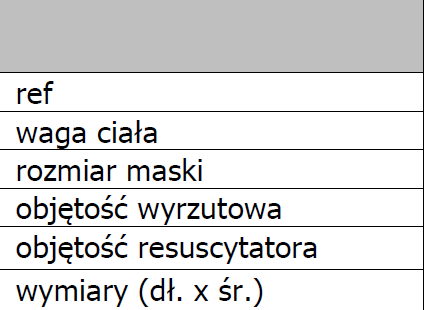 ref
waga ciała
rozmiar maski
objętość wyrzutowa
objętość resuscytatora
wymiary (dł. x śr.)